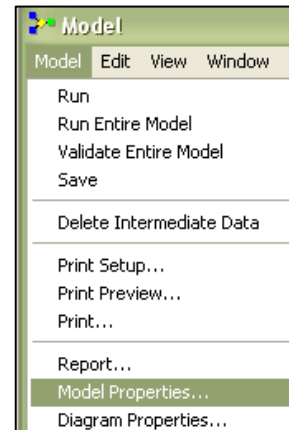 Model
Model Edit View Window
Run
Run Entire Model
Validate Entire Model
Save
Delete Intermediate Data
Print Setup...
Print Preview...
Print...
Report...
Model Properties...
Diagram Properties...